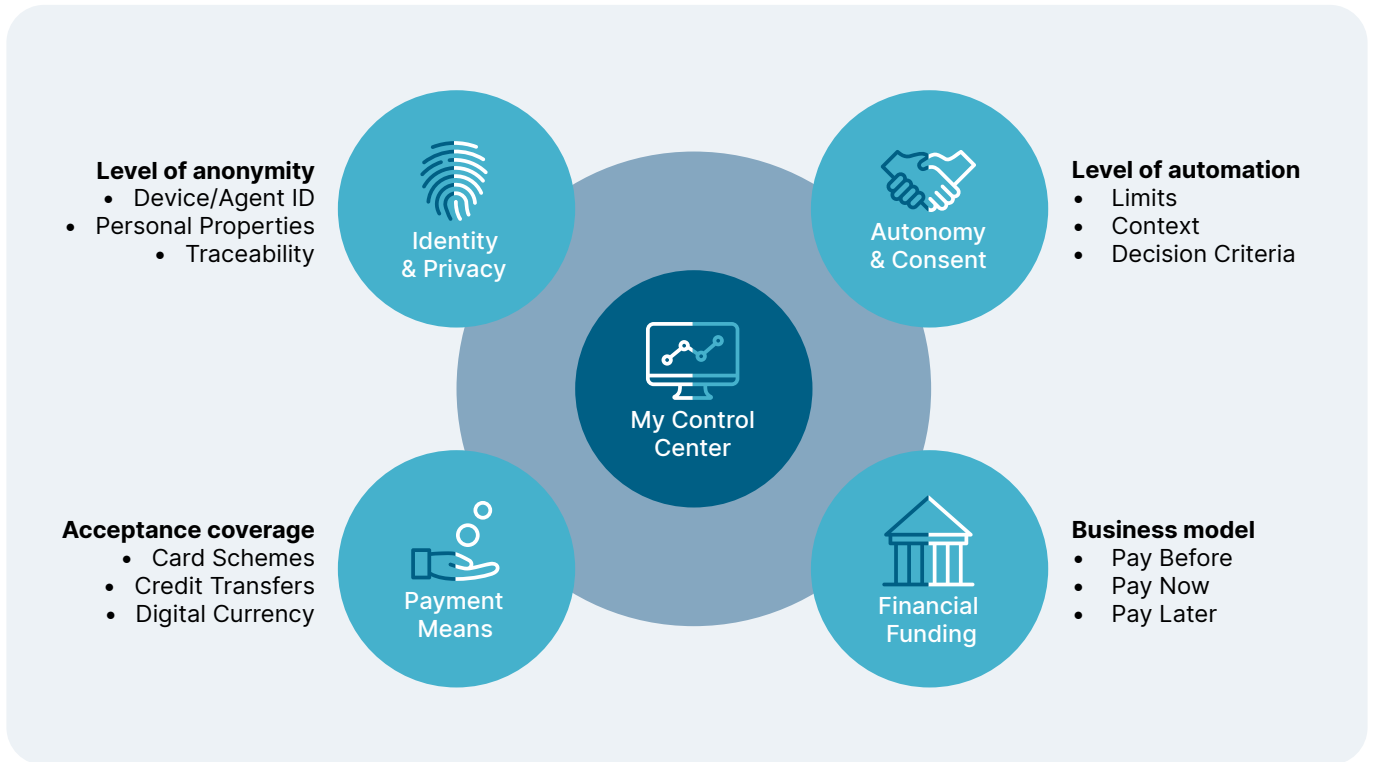 Level of anonymity
• Device/Agent ID
• Personal Properties
• Traceability
Identity
& Privacy
Autonomy
& Consent
Level of automation
• Limits
• Context
• Decision Criteria
My Control
Center
Acceptance coverage
• Card Schemes
• Credit Transfers
• Digital Currency
Payment
Means
Financial
Funding
Business model
• Pay Before
• Pay Now
• Pay Later